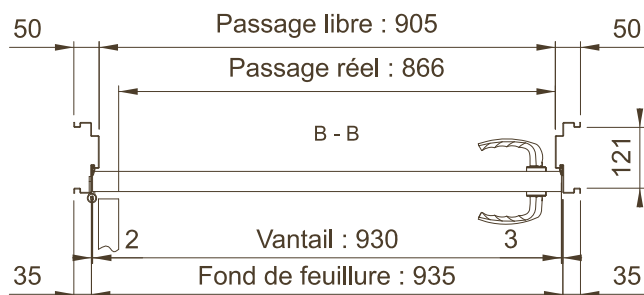 50 Passage libre : 905 50
Passage réel : 866
B - B
121
2 Vantail : 930 3
35 Fond de feuillure : 935 35